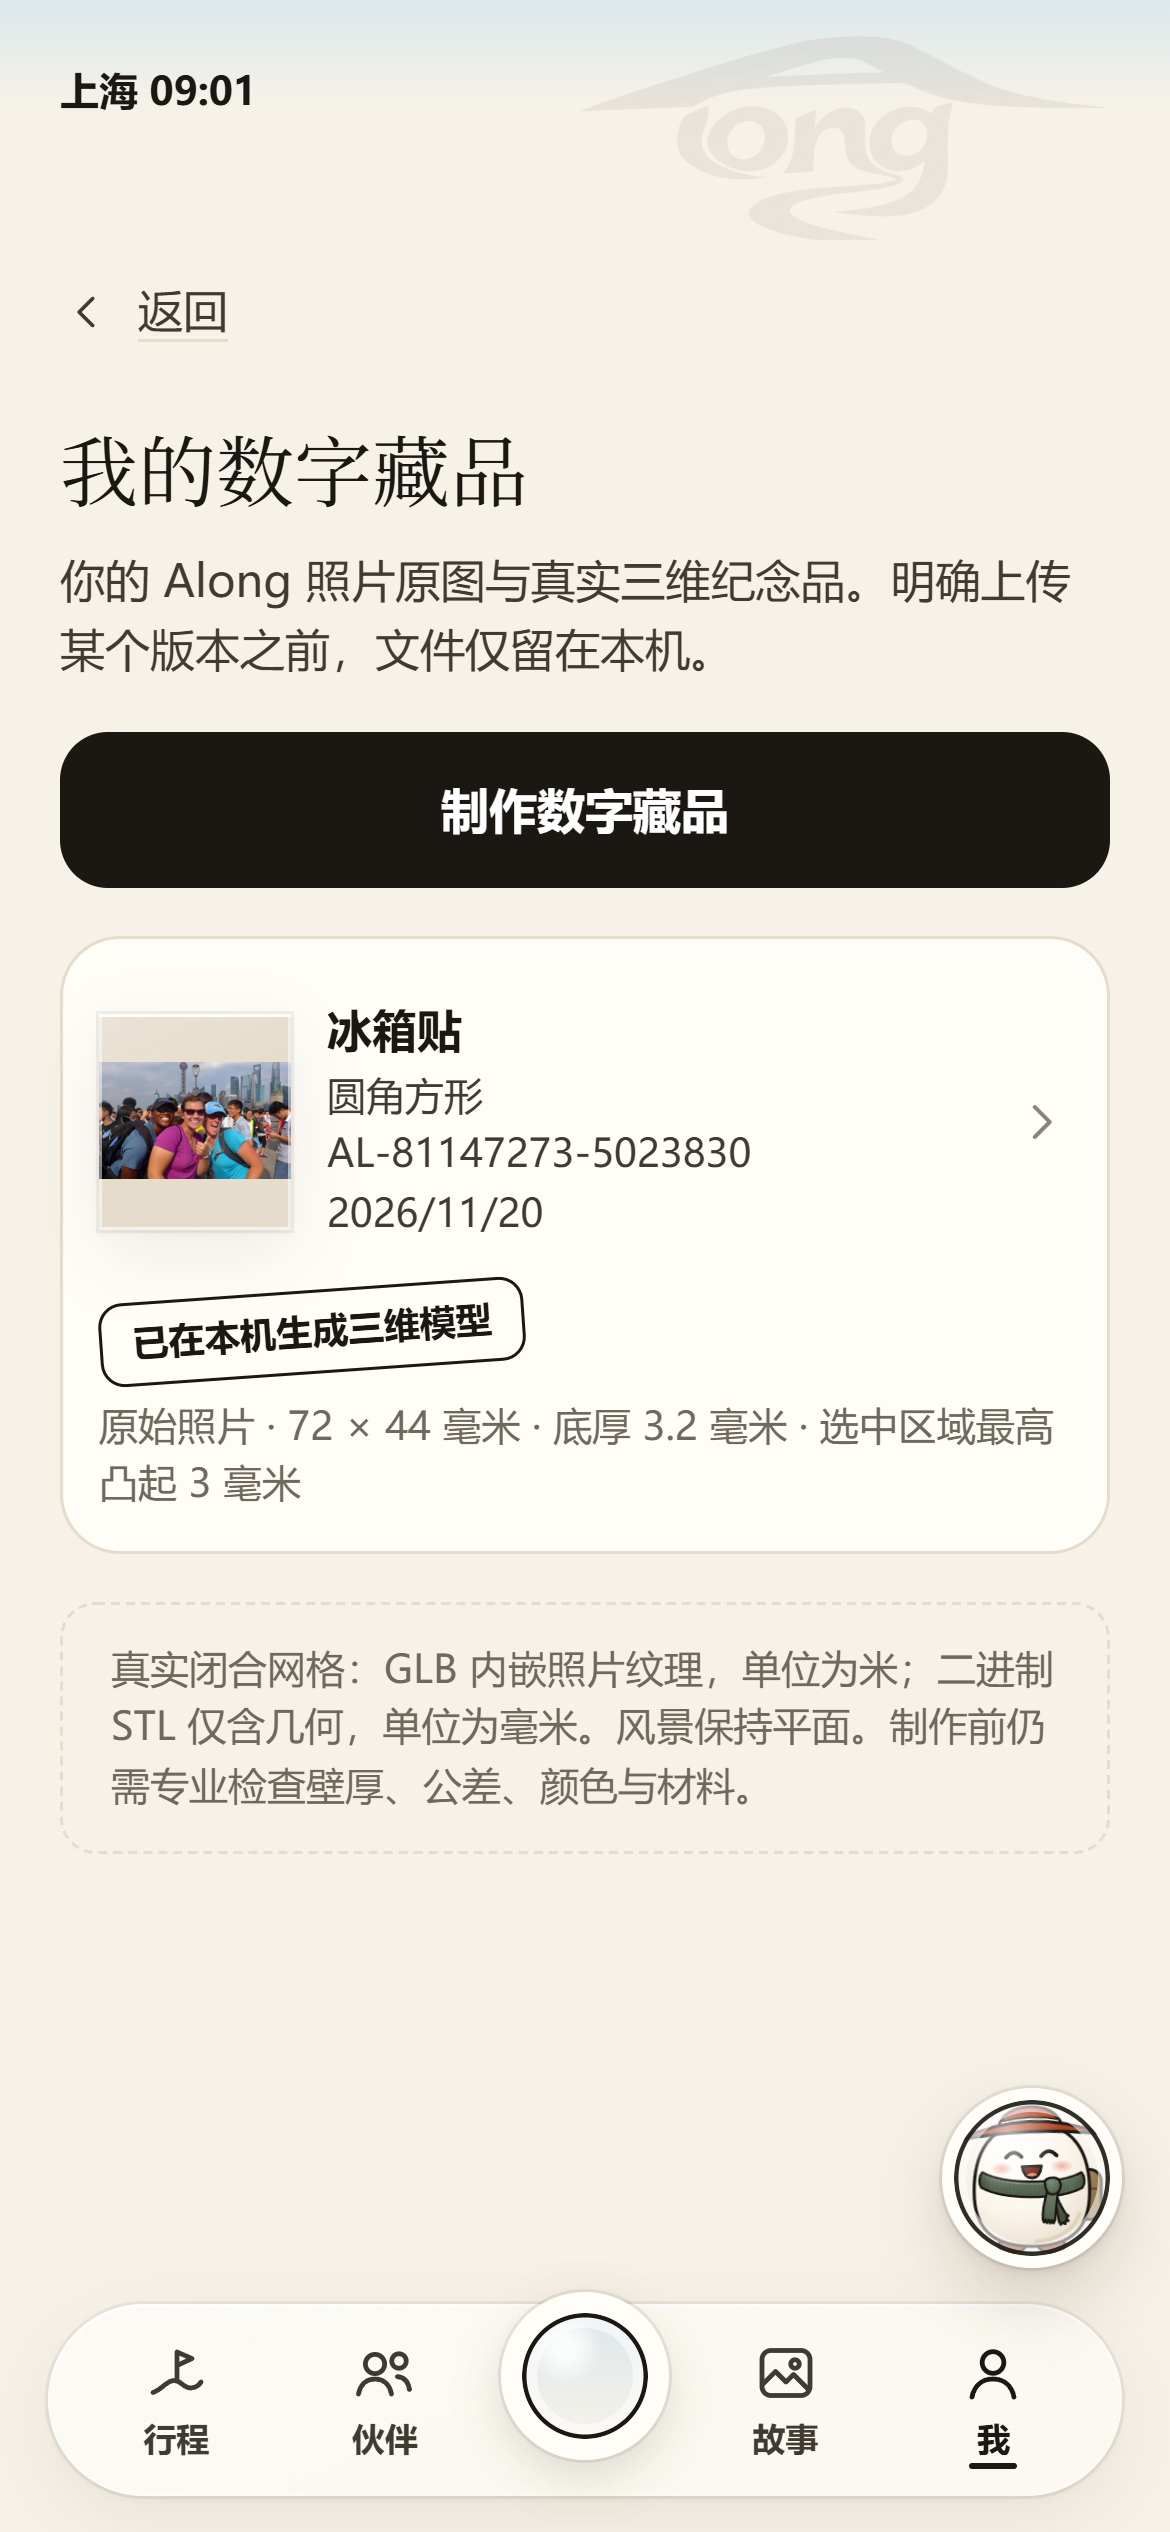 上海 09:01
long
返回
我的数字藏品
你的 Along 照片原图与真实三维纪念品。明确上传
某个版本之前，文件仅留在本机。
制作数字藏品
冰箱贴
圆角方形
AL-81147273-5023830
2026/11/20
已在本机生成三维模型
原始照片 · 72 × 44 毫米 · 底厚 3.2 毫米 · 选中区域最高
凸起 3 毫米
真实闭合网格：GLB 内嵌照片纹理，单位为米；二进制
STL 仅含几何，单位为毫米。风景保持平面。制作前仍
需专业检查壁厚、公差、颜色与材料。
行程
伙伴
故事
我